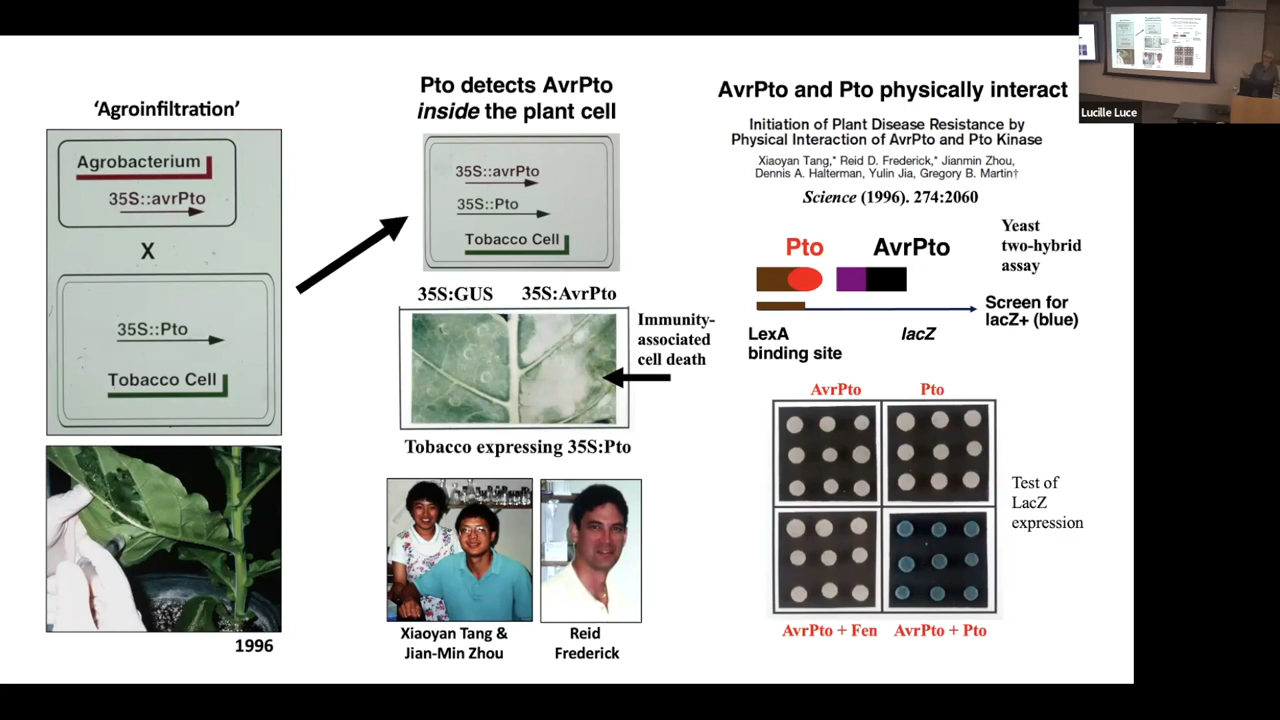 'Agroinfiltration'
Agrobacterium
35S::avrPto
X
35S::Pto
Tobacco Cell
1996
Pto detects AvrPto
inside the plant cell
35S::avrPto
35S::Pto
Tobacco Cell
35S:GUS 35S:AvrPto
Immunity-
associated
cell death
Tobacco expressing 35S:Pto
Xiaoyan Tang &
Jian-Min Zhou
Reid
Frederick
AvrPto and Pto physically interact
Initiation of Plant Disease Resistance by
Physical Interaction of AvrPto and Pto Kinase
Xiaoyan Tang,* Reid D. Frederick,* Jianmin Zhou,
Dennis A. Halterman, Yulin Jia, Gregory B. Martin†
Science (1996). 274:2060
Yeast
two-hybrid
assay
Pto AvrPto
Screen for
lacZ+ (blue)
LexA
binding site
lacZ
AvrPto Pto
Test of
LacZ
expression
AvrPto + Fen AvrPto + Pto
Lucille Luce